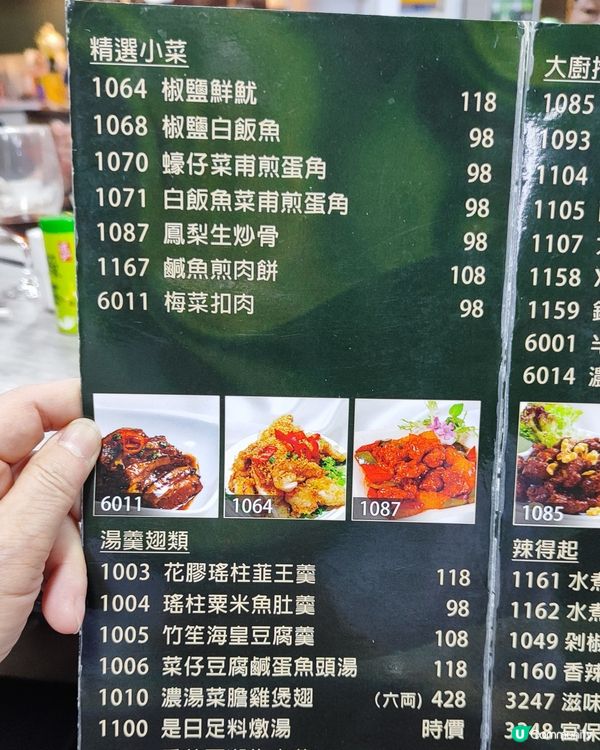 精選小菜
1064 椒鹽鮮魷 118
1068 椒鹽白飯魚 98
1070 蠔仔菜甫煎蛋角 98
1071 白飯魚菜甫煎蛋角 98
1087 鳳梨生炒骨 98
1167 鹹魚煎肉餅 108
6011 梅菜扣肉 98
6011
1064
1087
湯羹翅類
1003 花膠瑤柱韮王羹 118
1004 瑤柱粟米魚肚羹 98
1005 竹笙海皇豆腐羹 108
1006 菜仔豆腐鹹蛋魚頭湯 118
1010 濃湯菜膽雞煲翅 (六両) 428
1100 是日足料燉湯 時價
大廚
1085
1093
1104
1105
1107
1158
1159
6001
6014 濃
1085
辣得起
1161 水煮
1162 水煮
1049 剁椒
1160 香辣
3247 滋味
3248 宮保
U Community